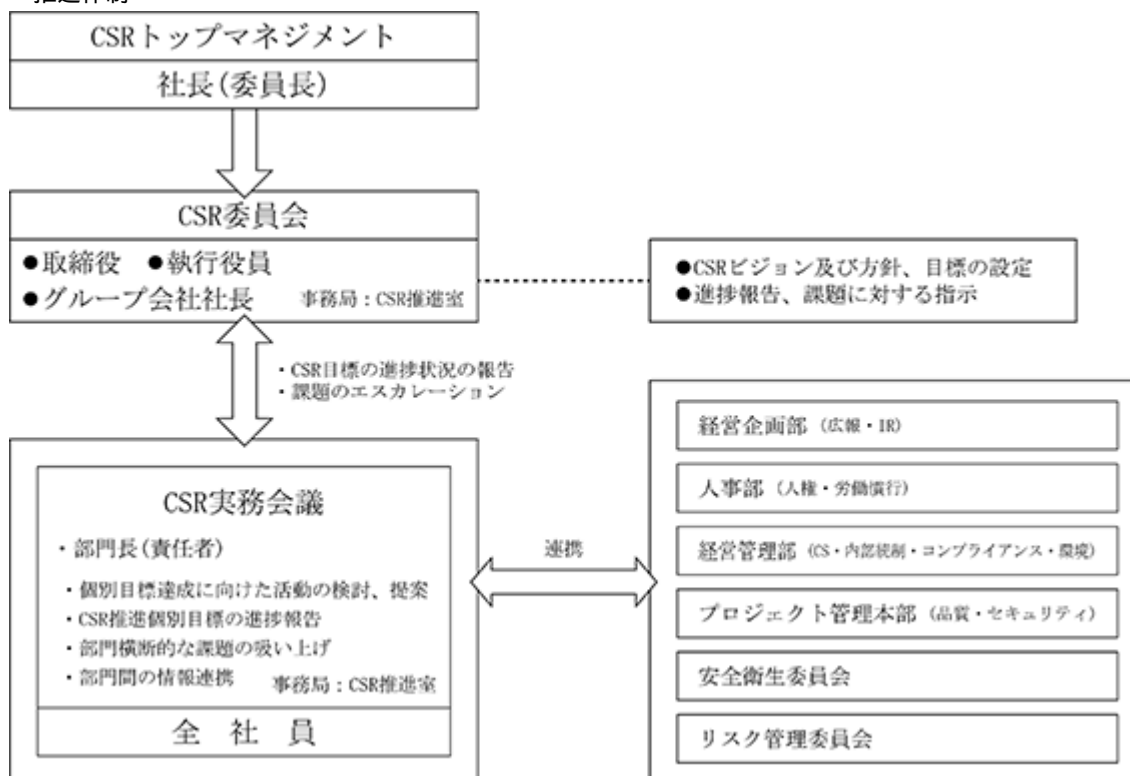 推進体制
CSRトップマネジメント
社長(委員長)
CSR委員会
●取締役 ●執行役員
●グループ会社社長 事務局:CSR推進室
●CSRビジョン及び方針、目標の設定
●進捗報告、課題に対する指示
・CSR目標の進捗状況の報告
・課題のエスカレーション
CSR実務会議
・部門長(責任者)
・個別目標達成に向けた活動の検討、提案
・CSR推進個別目標の進捗報告
・部門横断的な課題の吸い上げ
・部門間の情報連携 事務局:CSR推進室
全 社 員
連携
経営企画部 (広報・IR)
人事部 (人権・労働慣行)
経営管理部 (CS・内部統制・コンプライアンス・環境)
プロジェクト管理本部 (品質・セキュリティ)
安全衛生委員会
リスク管理委員会